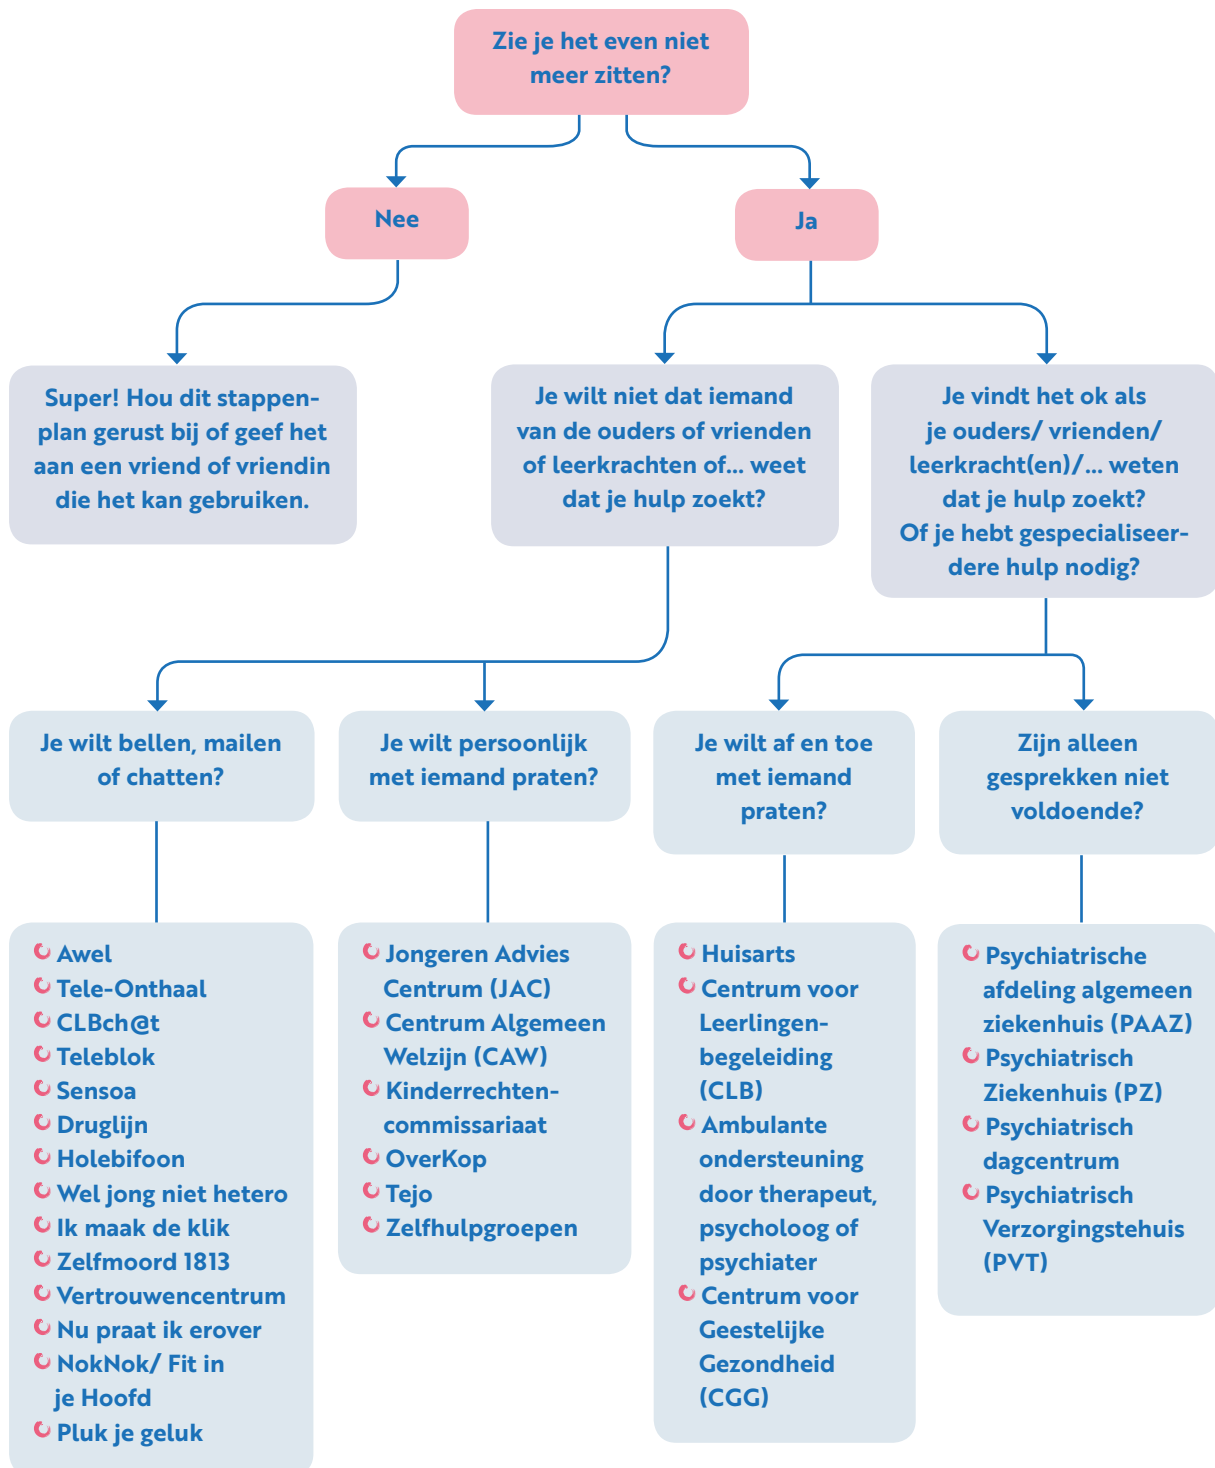 Zie je het even niet
meer zitten?
Nee
Ja
Super! Hou dit stappen-
plan gerust bij of geef het
aan een vriend of vriendin
die het kan gebruiken.
Je wilt niet dat iemand
van de ouders of vrienden
of leerkrachten of... weet
dat je hulp zoekt?
Je vindt het ok als
je ouders/ vrienden/
leerkracht(en)/... weten
dat je hulp zoekt?
Of je hebt gespecialiseer-
dere hulp nodig?
Je wilt bellen, mailen
of chatten?
Je wilt persoonlijk
met iemand praten?
Je wilt af en toe
met iemand
praten?
Zijn alleen
gesprekken niet
voldoende?
Awel
Tele-Onthaal
CLBch@t
Teleblok
Sensoa
Druglijn
Holebifoon
Wel jong niet hetero
Ik maak de klik
Zelfmoord 1813
Vertrouwencentrum
Nu praat ik erover
NokNok/ Fit in
je Hoofd
Pluk je geluk
Jongeren Advies
Centrum (JAC)
Centrum Algemeen
Welzijn (CAW)
Kinderrechten-
commissariaat
OverKop
Tejo
Zelfhulpgroepen
Huisarts
Centrum voor
Leerlingen-
begeleiding
(CLB)
Ambulante
ondersteuning
door therapeut,
psycholoog of
psychiater
Centrum voor
Geestelijke
Gezondheid
(CGG)
Psychiatrische
afdeling algemeen
ziekenhuis (PAAZ)
Psychiatrisch
Ziekenhuis (PZ)
Psychiatrisch
dagcentrum
Psychiatrisch
Verzorgingstehuis
(PVT)